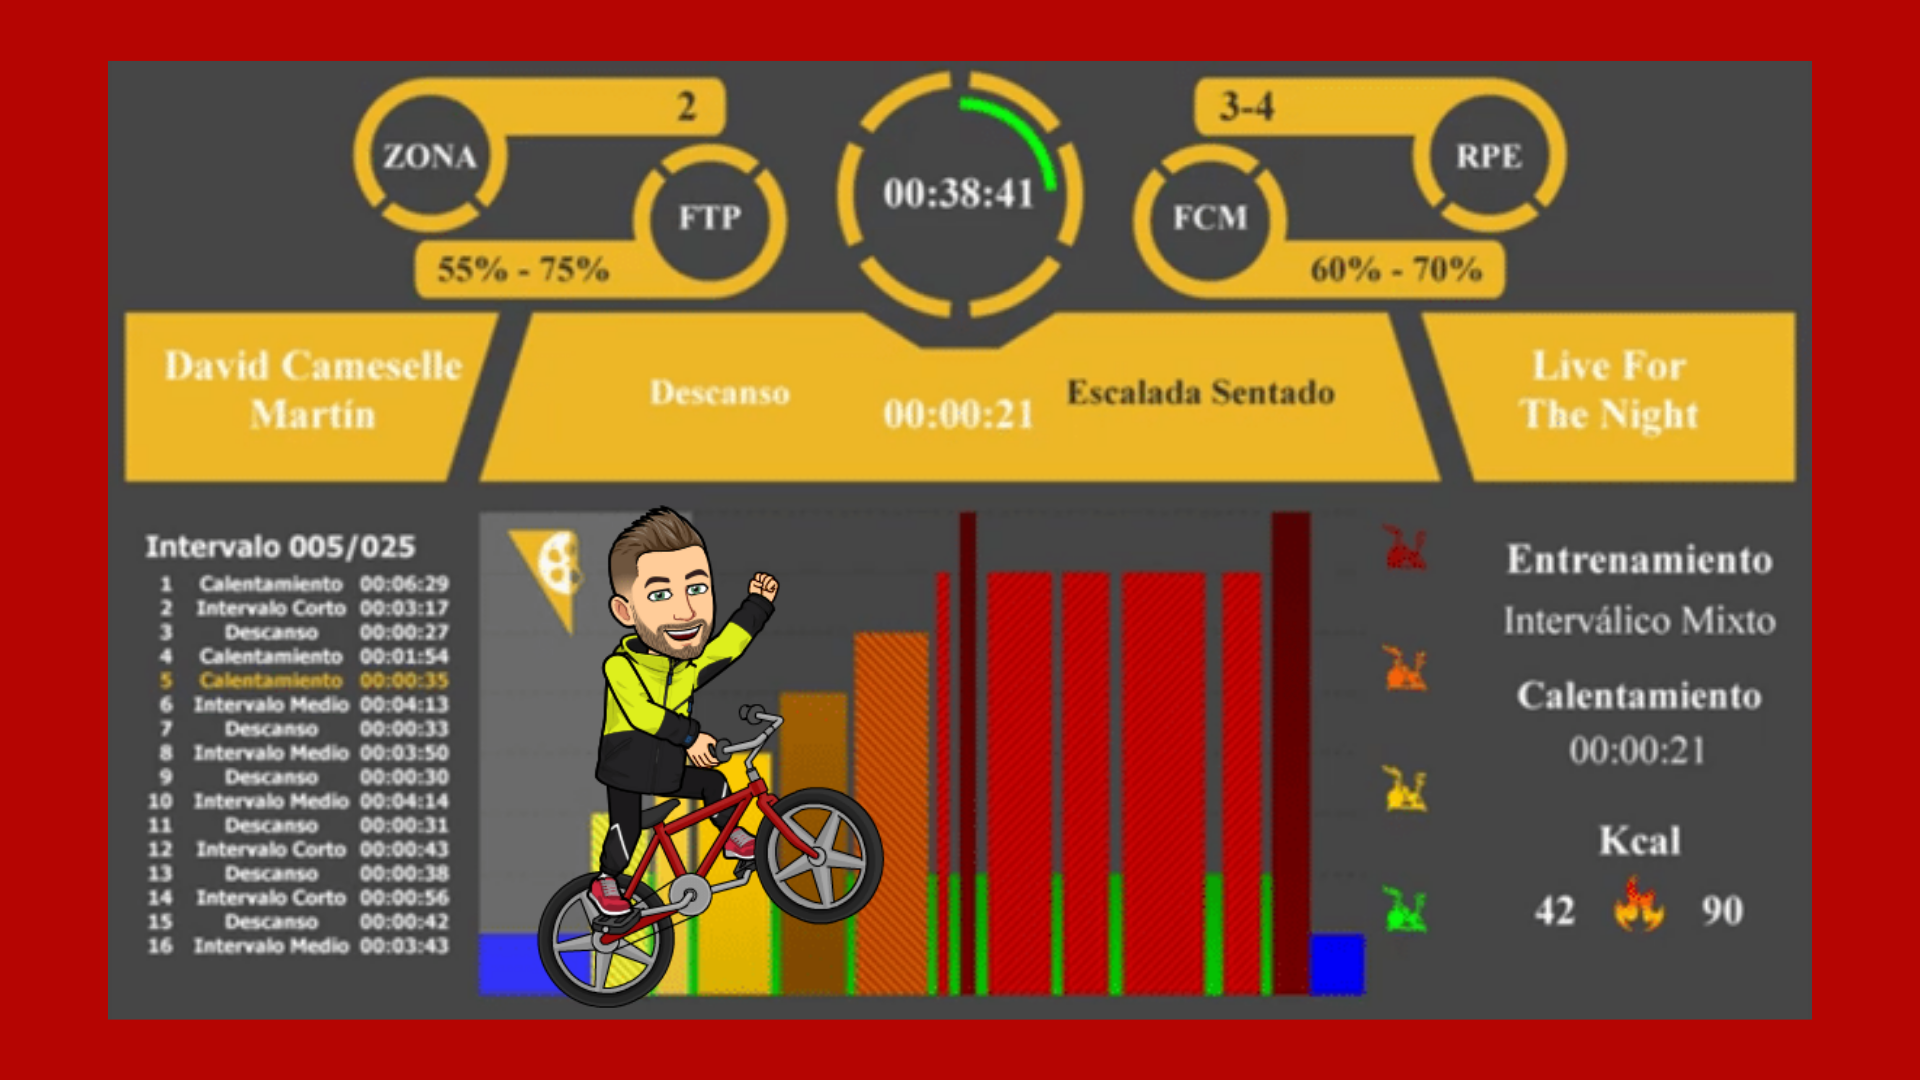 ZONA
2
FTP
55% - 75%
00:38:41
3-4
RPE
FCM
60% - 70%
David Cameselle
Martín
Descanso
00:00:21
Escalada Sentado
Live For
The Night
Intervalo 005/025
1 Calentamiento 00:06:29
2 Intervalo Corto 00:03:17
3 Descanso 00:00:27
4 Calentamiento 00:01:54
5 Calentamiento 00:00:35
6 Intervalo Medio 00:04:13
7 Descanso 00:00:33
8 Intervalo Medio 00:03:50
9 Descanso 00:00:30
10 Intervalo Medio 00:04:14
11 Descanso 00:00:31
12 Intervalo Corto 00:00:43
13 Descanso 00:00:38
14 Intervalo Corto 00:00:56
15 Descanso 00:00:42
16 Intervalo Medio 00:03:43
Entrenamiento
Interválico Mixto
Calentamiento
00:00:21
Kcal
42 90